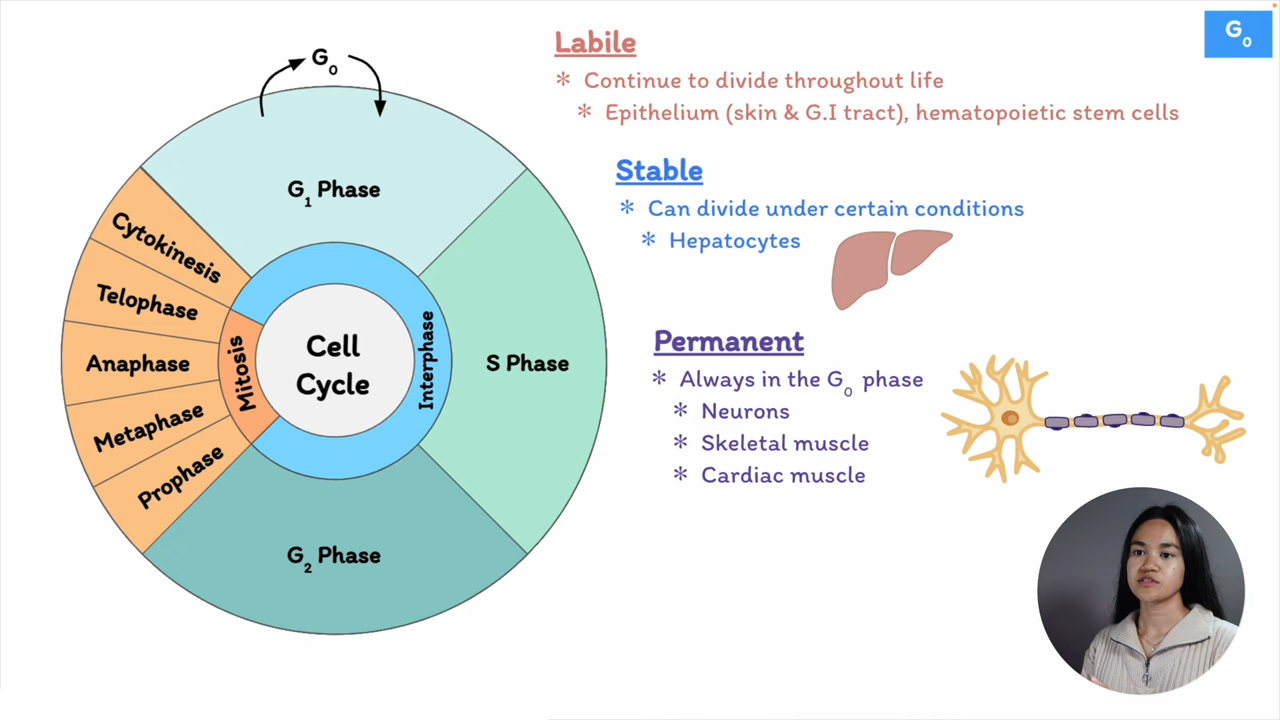 G₀
G₀
Labile
* Continue to divide throughout life
* Epithelium (skin & G.I tract), hematopoietic stem cells
Stable
* Can divide under certain conditions
* Hepatocytes
Permanent
* Always in the G₀ phase
* Neurons
* Skeletal muscle
* Cardiac muscle
G₁ Phase
Cytokinesis
Telophase
Anaphase
Metaphase
Prophase
Mitosis
Cell
Cycle
Interphase
S Phase
G₂ Phase